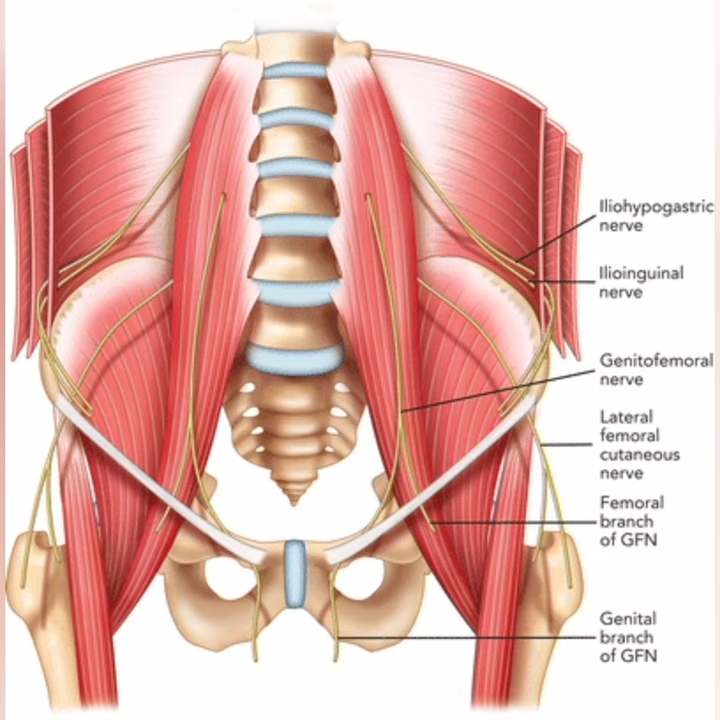 Iliohypogastric
nerve
Ilioinguinal
nerve
Genitofemoral
nerve
Lateral
femoral
cutaneous
nerve
Femoral
branch
of GFN
Genital
branch
of GFN